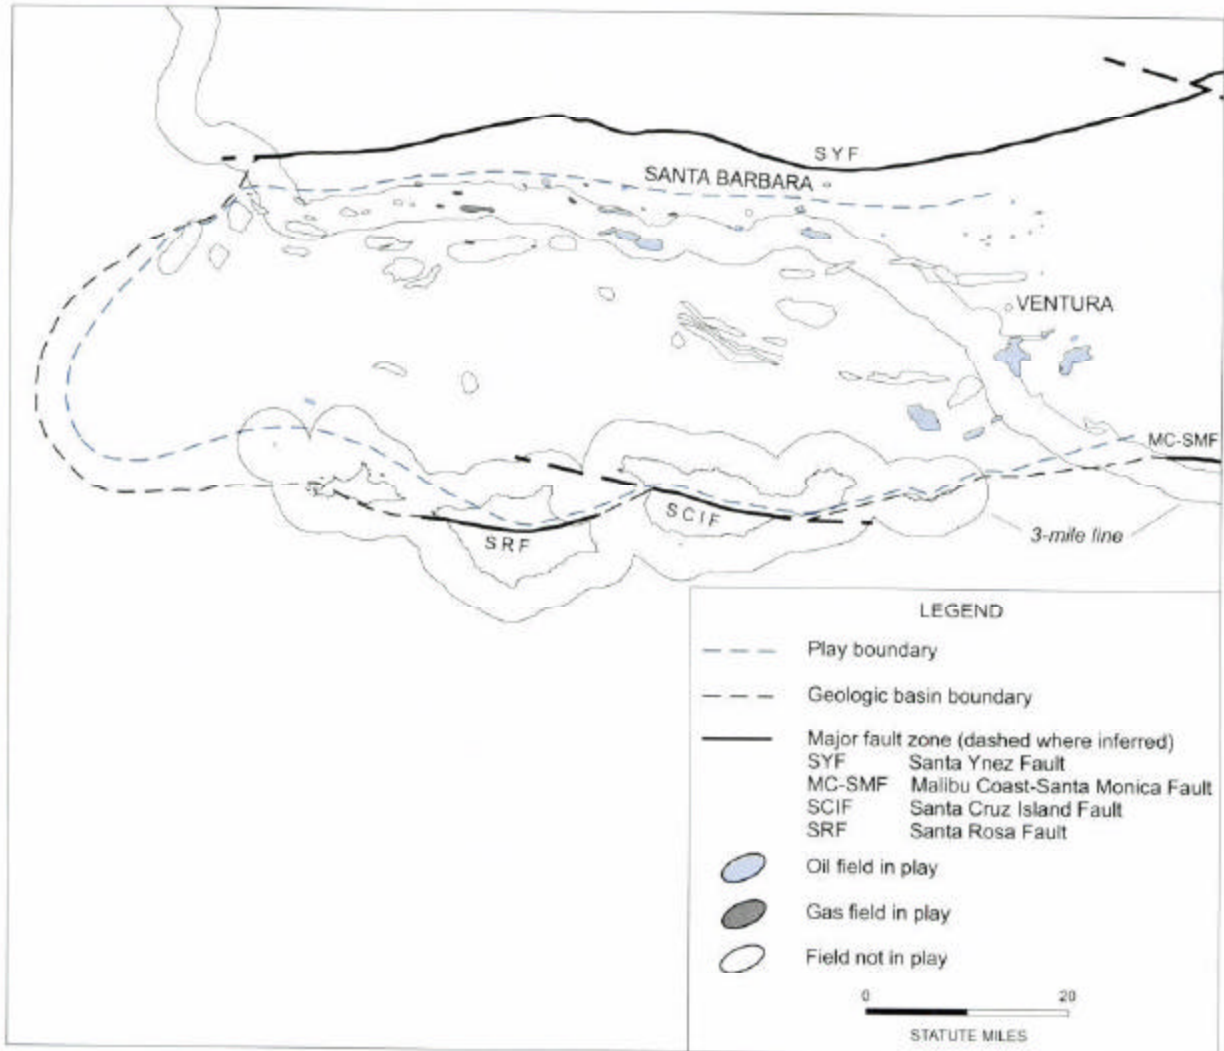 SYF
SANTA BARBARA
VENTURA
MC-SMF
SCIF
SRF
3-mile line
LEGEND
Play boundary
Geologic basin boundary
Major fault zone (dashed where inferred)
SYF Santa Ynez Fault
MC-SMF Malibu Coast-Santa Monica Fault
SCIF Santa Cruz Island Fault
SRF Santa Rosa Fault
Oil field in play
Gas field in play
Field not in play
0 20
STATUTE MILES